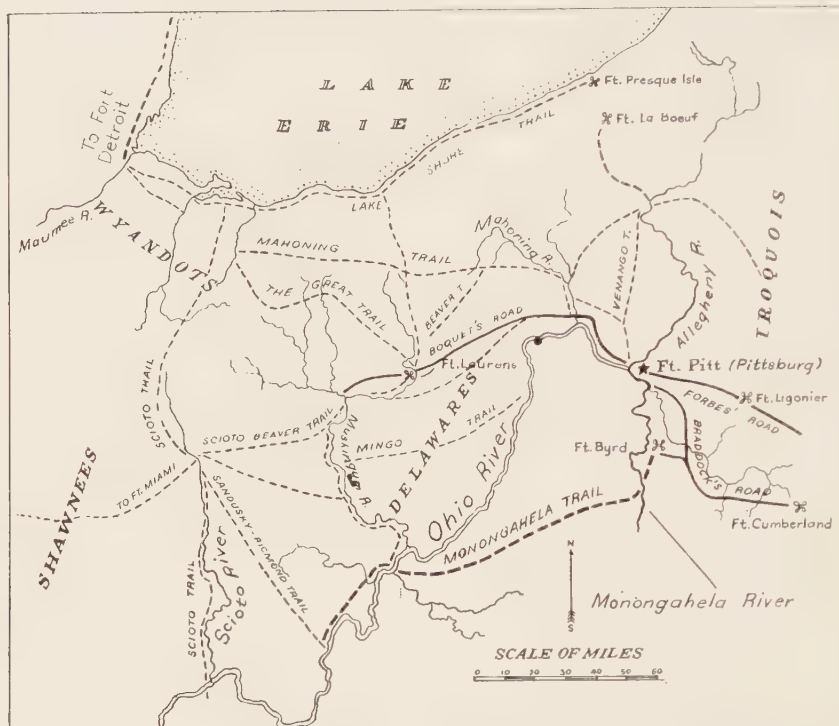 LAKE
ERIE
Ft. Presque Isle
Ft. La Boeuf
To Fort
Detroit
SHORE
TRAIL
LAKE
Maumee R.
WYANDOTS
MAHONING
TRAIL
Mahoning R.
VENANGO T.
Allegheny R.
IROQUOIS
THE GREAT TRAIL
BEAVER T.
BOQUET'S ROAD
Ft. Laurens
Ft. Pitt (Pittsburg)
Ft. Ligonier
FORBES' ROAD
SCIOTO TRAIL
SCIOTO BEAVER TRAIL
Muskingum R.
MINGO
TRAIL
DELAWARES
Ohio River
Ft. Byrd
BRADDOCK'S
ROAD
Ft. Cumberland
SHAWNEES
TO FT. MIAMI
SANDUSKY-RICMOND TRAIL
MONONGAHELA TRAIL
SCIOTO TRAIL
Scioto River
N
S
Monongahela River
SCALE OF MILES
0 10 20 30 40 50 60